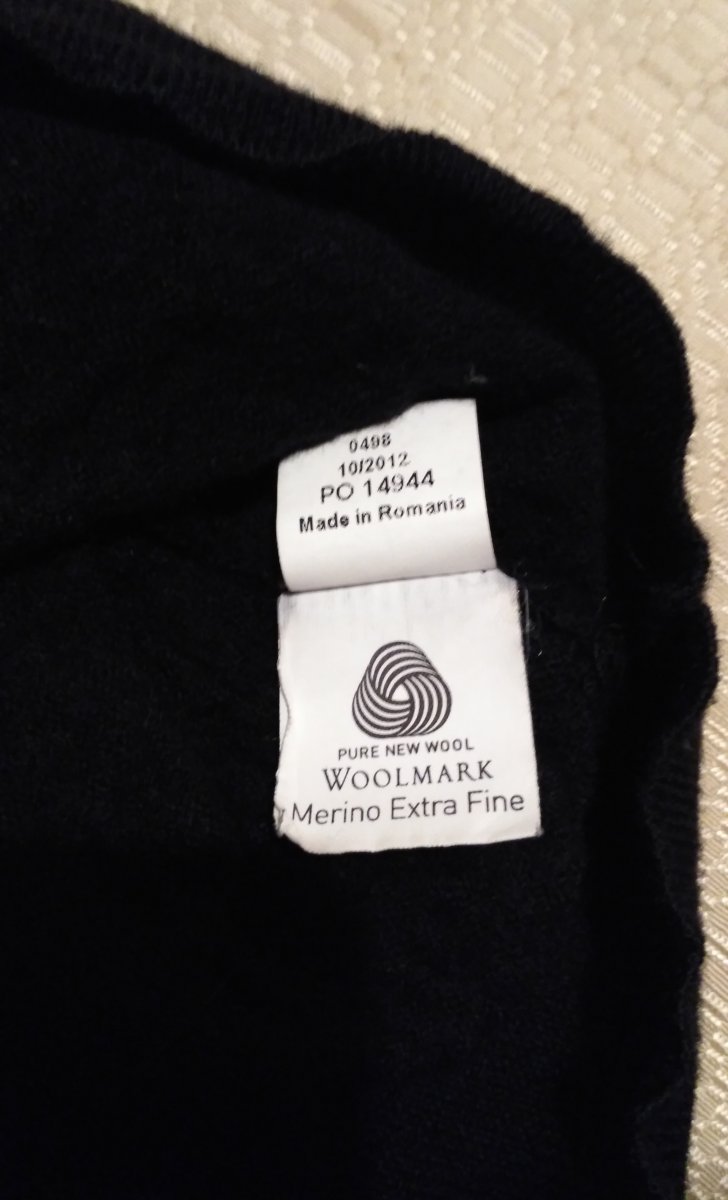 0498
10/2012
PO 14944
Made in Romania
PURE NEW WOOL
WOOLMARK
Merino Extra Fine